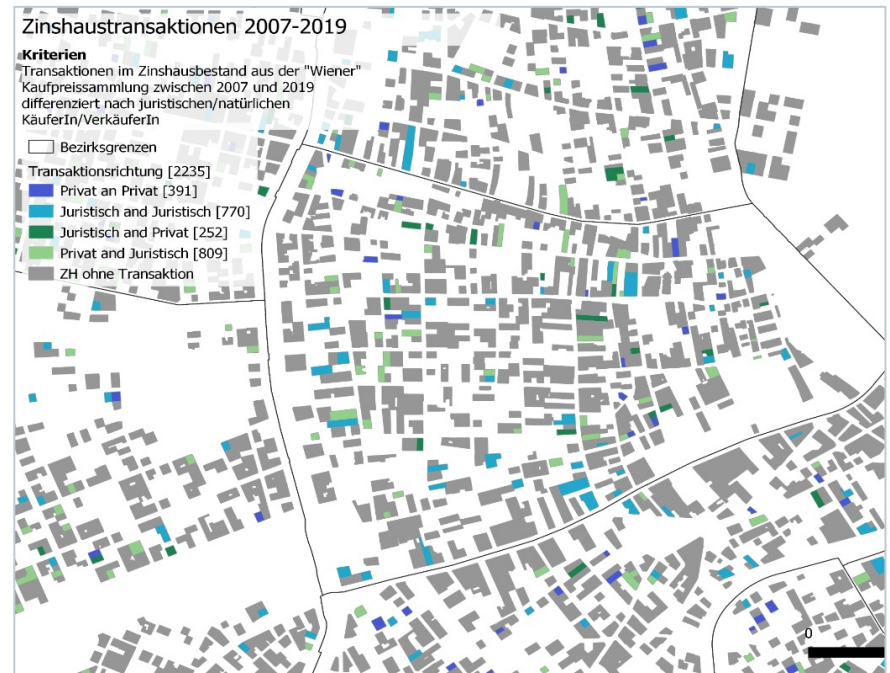 Zinshaustransaktionen 2007-2019
Kriterien
Transaktionen im Zinshausbestand aus der "Wiener"
Kaufpreissammlung zwischen 2007 und 2019
differenziert nach juristischen/natürlichen
KäuferIn/VerkäuferIn
Bezirksgrenzen
Transaktionsrichtung [2235]
Privat an Privat [391]
Juristisch and Juristisch [770]
Juristisch and Privat [252]
Privat and Juristisch [809]
ZH ohne Transaktion
0